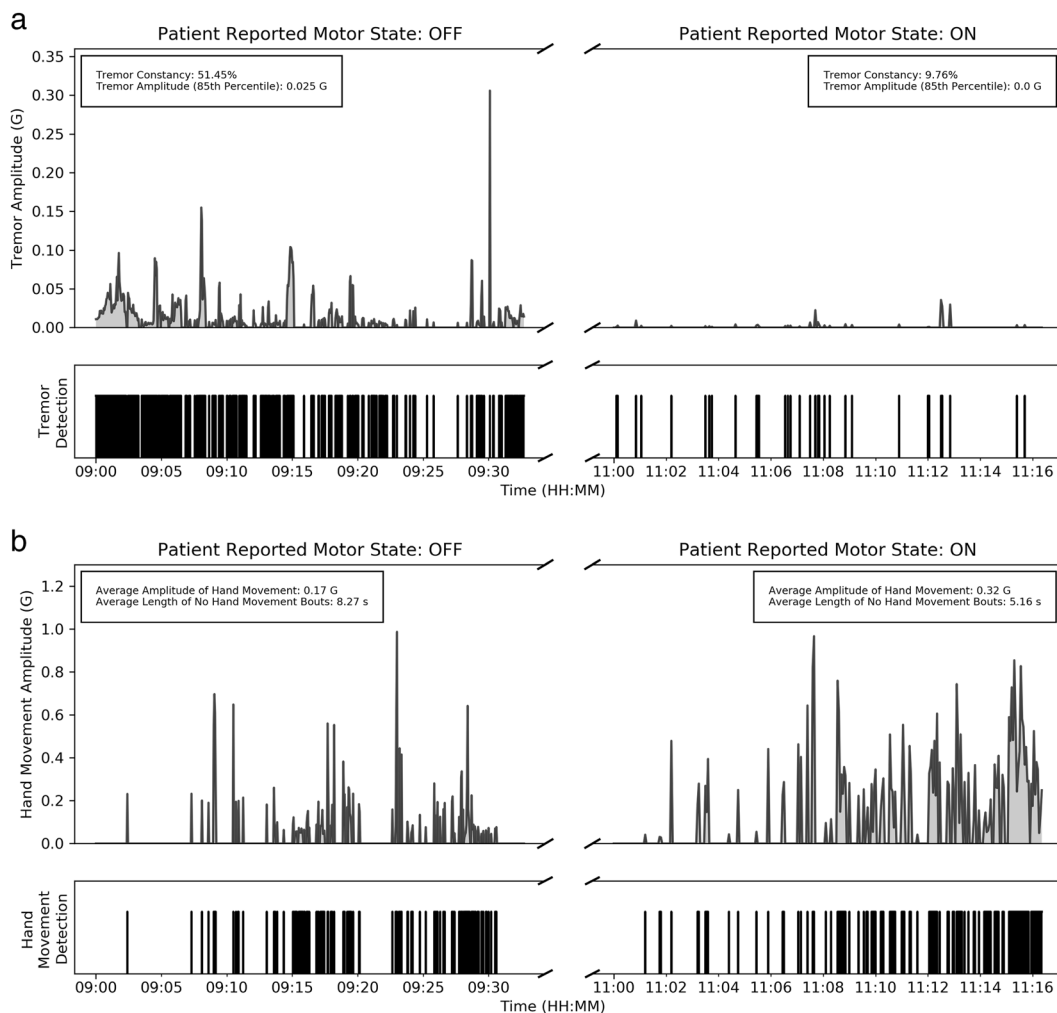 a
Patient Reported Motor State: OFF
Patient Reported Motor State: ON
Tremor Constancy: 51.45%
Tremor Amplitude (85th Percentile): 0.025 G
Tremor Constancy: 9.76%
Tremor Amplitude (85th Percentile): 0.0 G
Tremor Amplitude (G)
0.35
0.30
0.25
0.20
0.15
0.10
0.05
0.00
Tremor
Detection
09:00 09:05 09:10 09:15 09:20 09:25 09:30 11:00 11:02 11:04 11:06 11:08 11:10 11:12 11:14 11:16
Time (HH:MM)
b
Patient Reported Motor State: OFF
Patient Reported Motor State: ON
Average Amplitude of Hand Movement: 0.17 G
Average Length of No Hand Movement Bouts: 8.27 s
Average Amplitude of Hand Movement: 0.32 G
Average Length of No Hand Movement Bouts: 5.16 s
Hand Movement Amplitude (G)
1.2
1.0
0.8
0.6
0.4
0.2
0.0
Hand
Movement
Detection
09:00 09:05 09:10 09:15 09:20 09:25 09:30 11:00 11:02 11:04 11:06 11:08 11:10 11:12 11:14 11:16
Time (HH:MM)